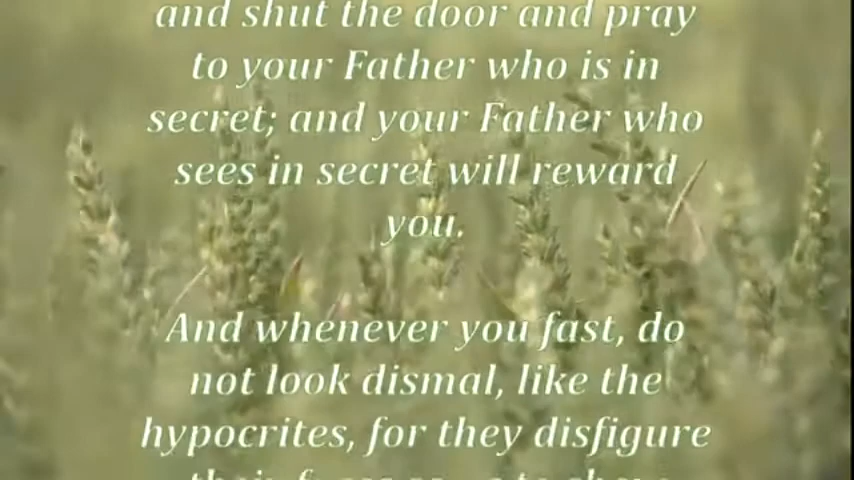 and shut the door and pray
to your Father who is in
secret; and your Father who
sees in secret will reward
you.
And whenever you fast, do
not look dismal, like the
hypocrites, for they disfigure
their